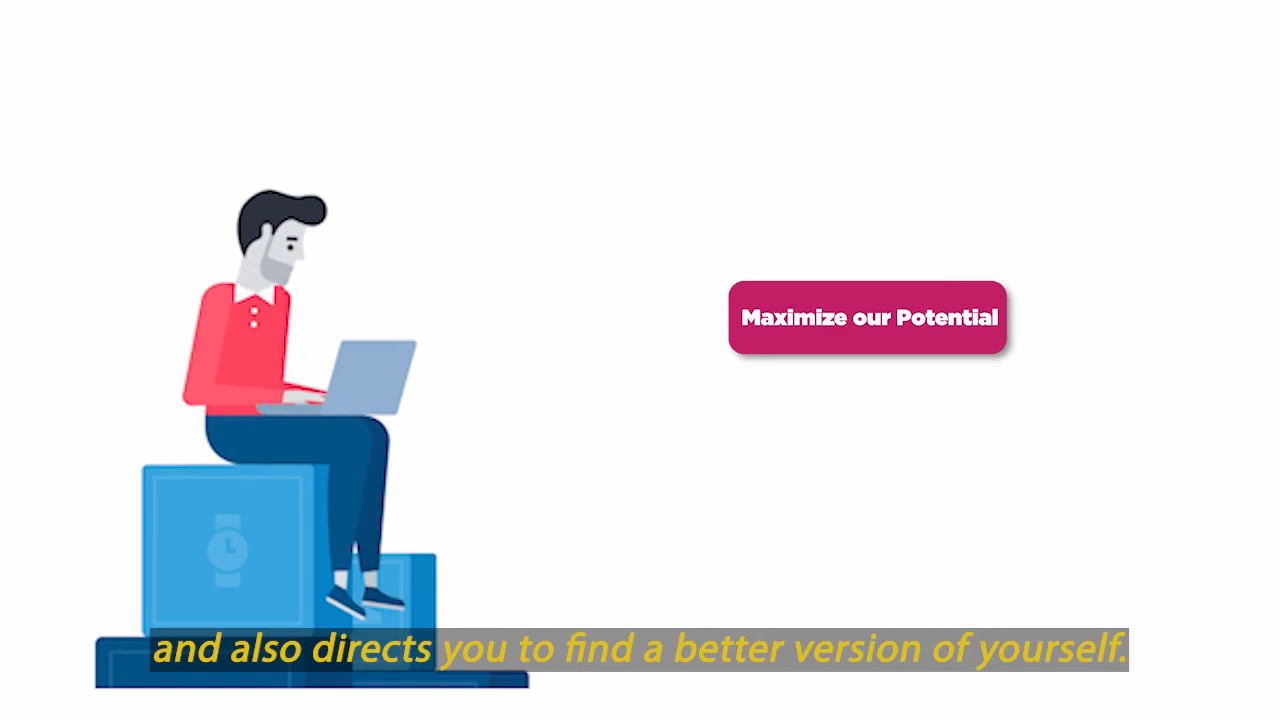 Maximize our Potential
and also directs you to find a better version of yourself.